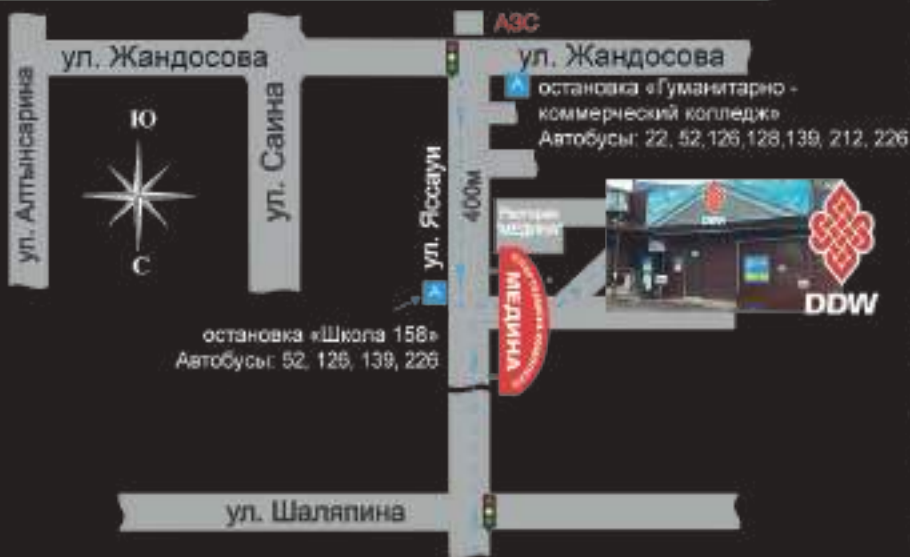 АЗС
ул. Жандосова
ул. Жандосова
остановка «Гуманитарно -
коммерческий колледж»
Автобусы: 22, 52,126,128,139, 212, 226
ул. Алтынсарина
Ю
С
ул. Саина
ул. Яссауи
400м
"МЕДИНА"
МЕДИНА
DDW
DDW
остановка «Школа 158»
Автобусы: 52, 126, 139, 226
ул. Шаляпина